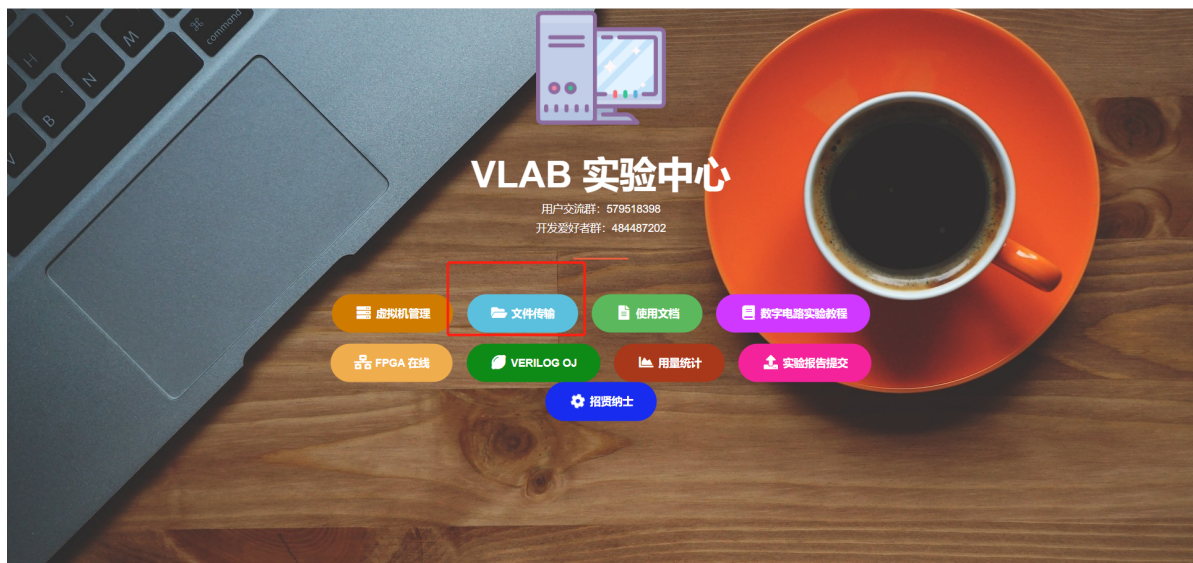 command
⌘
J
M
H
N
B
V
VLAB 实验中心
用户交流群：579518398
开发爱好者群：484487202
虚拟机管理
文件传输
使用文档
数字电路实验教程
FPGA 在线
VERILOG OJ
用量统计
实验报告提交
招贤纳士